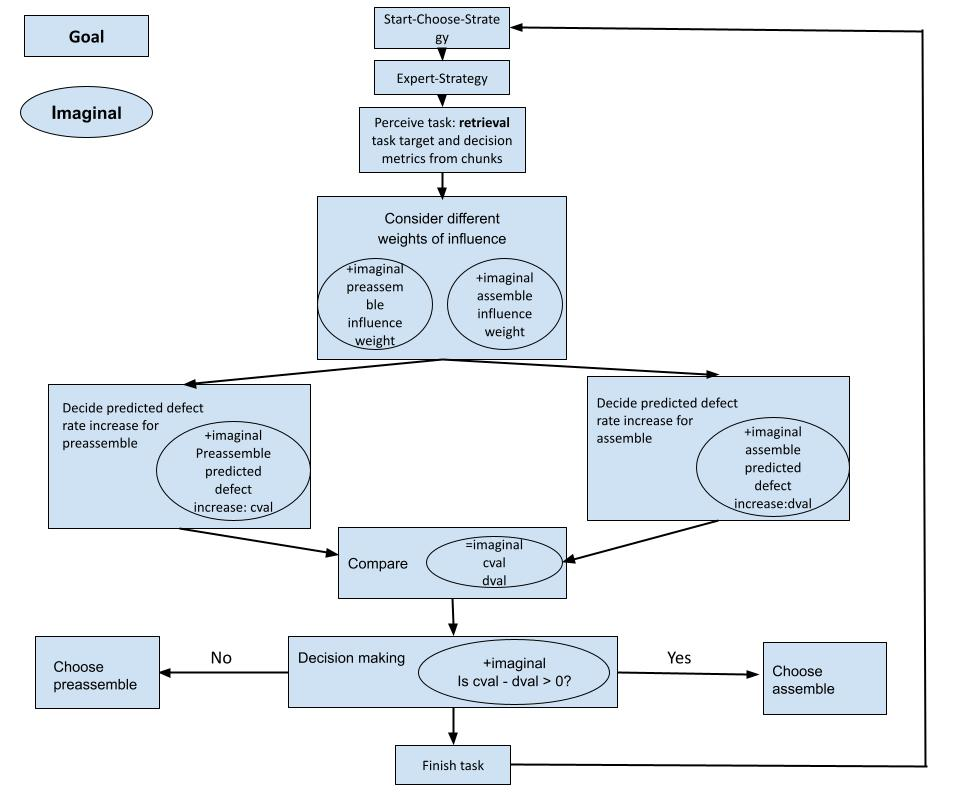 Goal
Imaginal
Start-Choose-Strate
gy
Expert-Strategy
Perceive task: retrieval
task target and decision
metrics from chunks
Consider different
weights of influence
+imaginal
preassem
ble
influence
weight
+imaginal
assemble
influence
weight
Decide predicted defect
rate increase for
preassemble
+imaginal
Preassemble
predicted
defect
increase: cval
Decide predicted defect
rate increase for
assemble
+imaginal
assemble
predicted
defect
increase:dval
Compare
=imaginal
cval
dval
Choose
preassemble
No
Decision making
+imaginal
Is cval - dval > 0?
Yes
Choose
assemble
Finish task